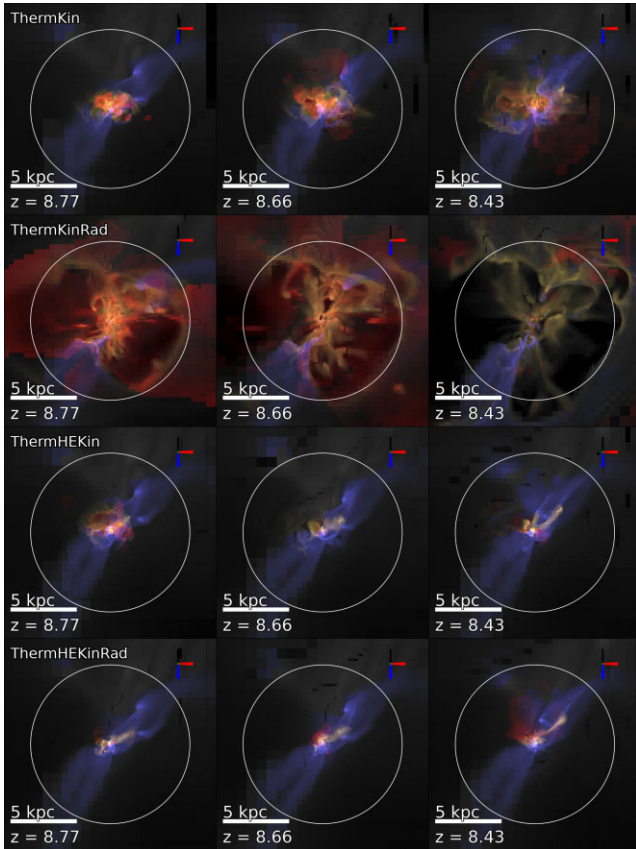 ThermKin
5 kpc
z = 8.77
5 kpc
z = 8.66
5 kpc
z = 8.43
ThermKinRad
5 kpc
z = 8.77
5 kpc
z = 8.66
5 kpc
z = 8.43
ThermHEKin
5 kpc
z = 8.77
5 kpc
z = 8.66
5 kpc
z = 8.43
ThermHEKinRad
5 kpc
z = 8.77
5 kpc
z = 8.66
5 kpc
z = 8.43